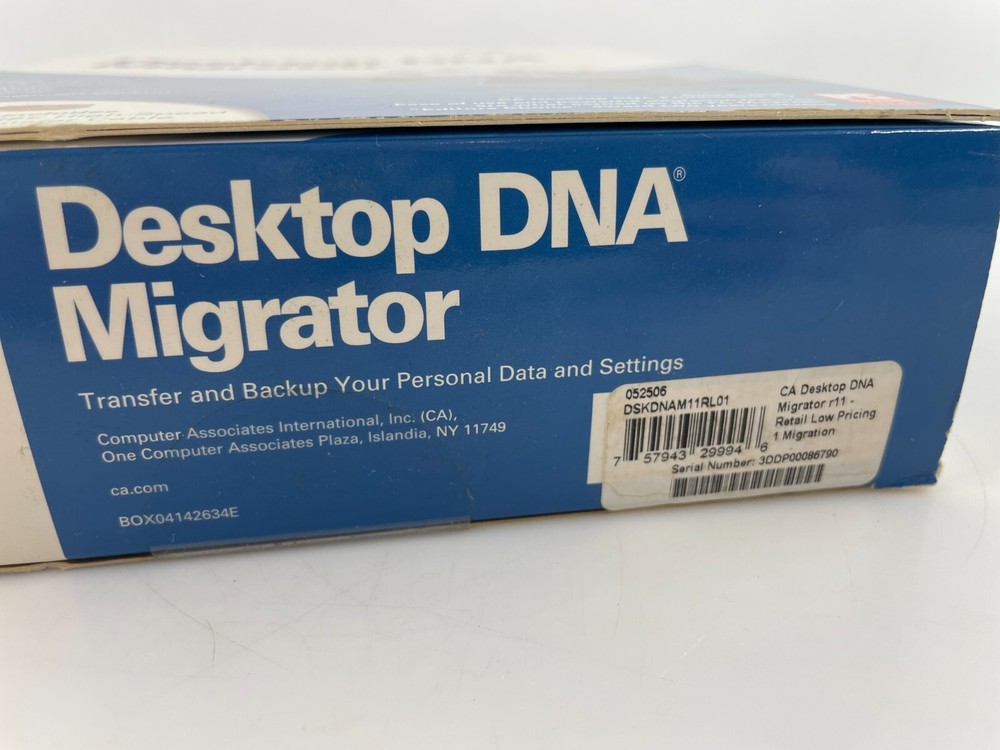 Desktop DNA®
Migrator
Transfer and Backup Your Personal Data and Settings
Computer Associates International, Inc. (CA),
One Computer Associates Plaza, Islandia, NY 11749
ca.com
BOX04142634E
052506
DSKDNAM11RL01
7 57943 29994 6
CA Desktop DNA
Migrator r11 -
Retail Low Pricing
1 Migration
Serial Number: 3DDP00086790